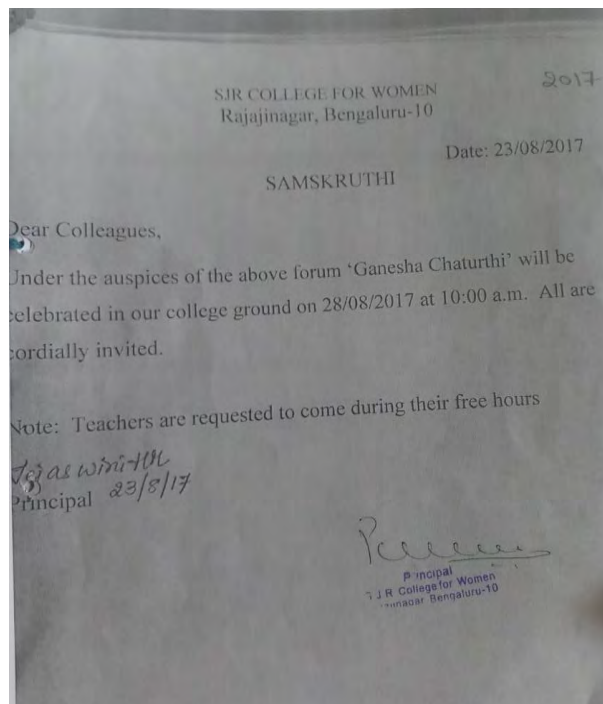 2017
SJR COLLEGE FOR WOMEN
Rajajinagar, Bengaluru-10
Date: 23/08/2017
SAMSKRUTHI
Dear Colleagues,
Under the auspices of the above forum ‘Ganesha Chaturthi’ will be
celebrated in our college ground on 28/08/2017 at 10:00 a.m. All are
cordially invited.
Note: Teachers are requested to come during their free hours
Tejaswini
Principal 23/8/17
Principal
S J R College for Women
Bengaluru-10